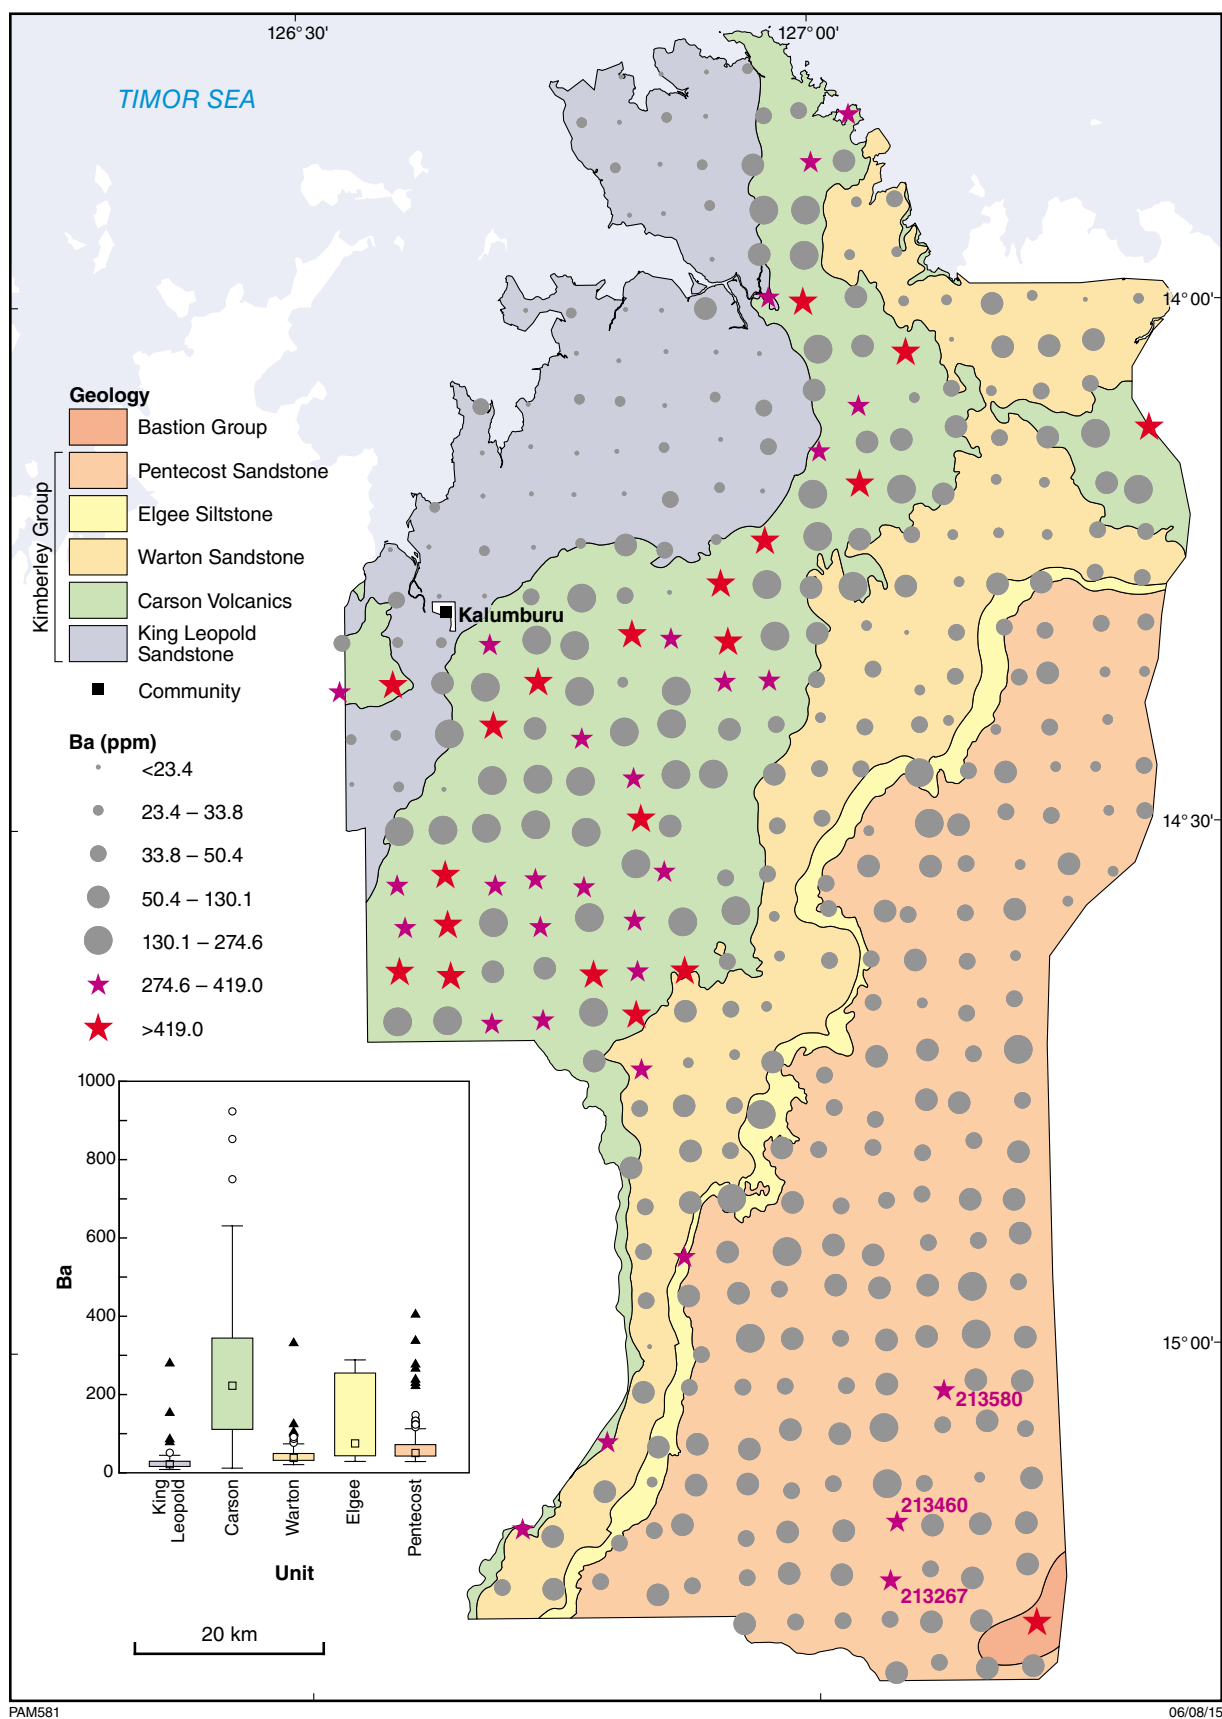 126°30'
127°00'
TIMOR SEA
14°00'
Geology
Bastion Group
Pentecost Sandstone
Elgee Siltstone
Warton Sandstone
Carson Volcanics
King Leopold
Sandstone
Kimberley Group
Community
Kalumburu
Ba (ppm)
<23.4
23.4 – 33.8
33.8 – 50.4
50.4 – 130.1
130.1 – 274.6
274.6 – 419.0
>419.0
14°30'
1000
800
600
400
200
0
Ba
King
Leopold
Carson
Warton
Elgee
Pentecost
Unit
15°00'
213580
213460
213267
20 km
PAM581
06/08/15